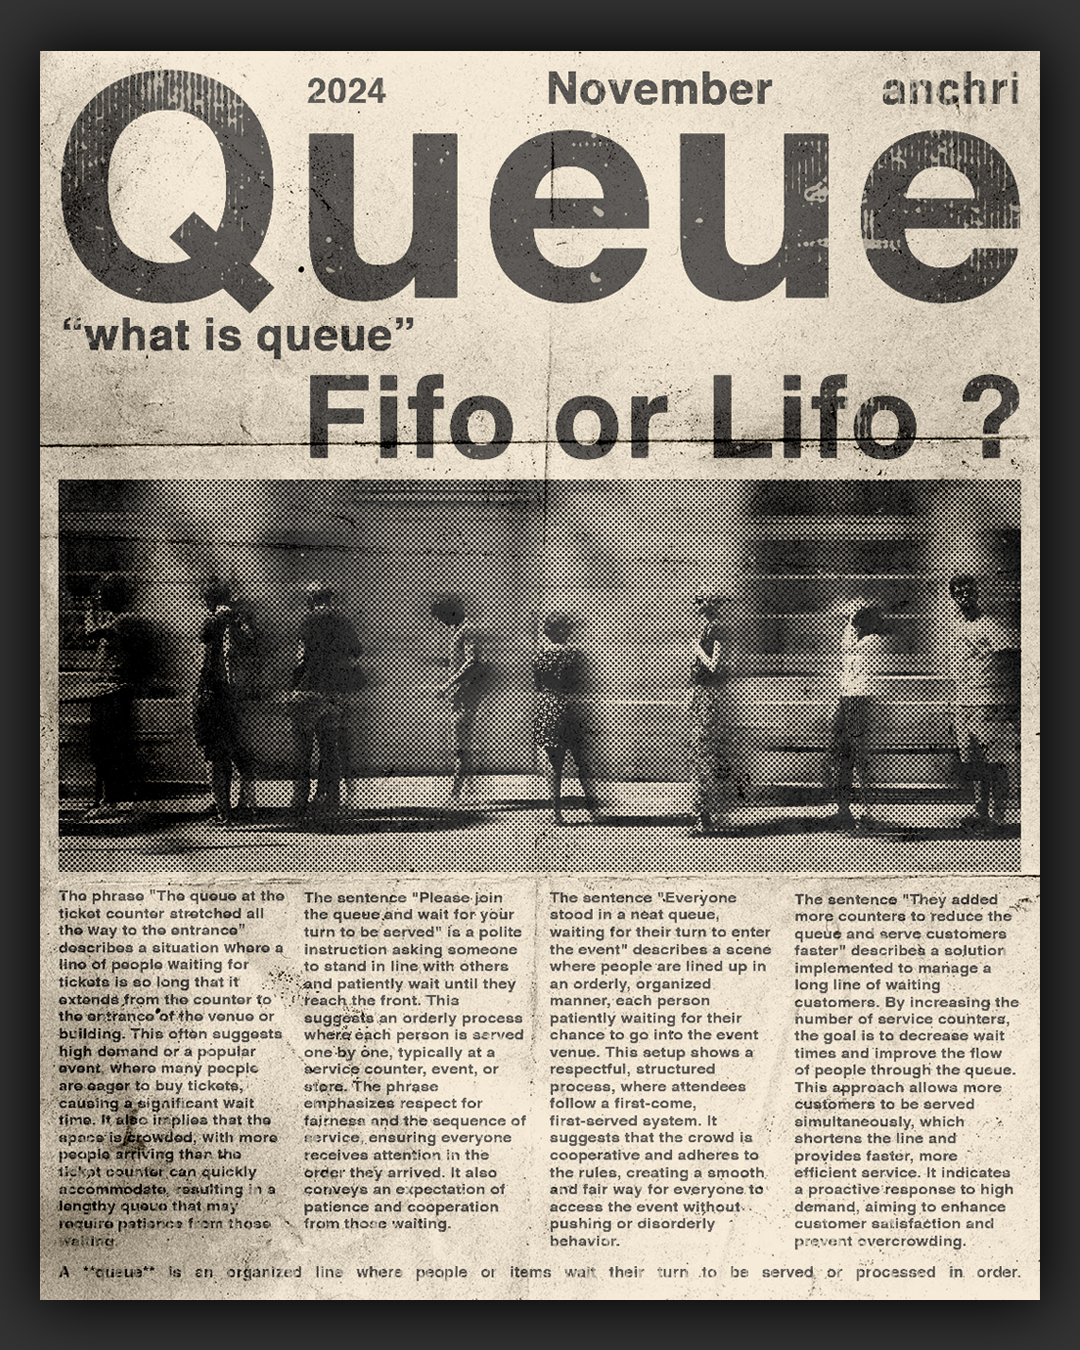 2024 November anchri
Queue
“what is queue”
Fifo or Lifo ?
The phrase "The queue at the
ticket counter stretched all
the way to the entrance"
describes a situation where a
line of people waiting for
tickets is so long that it
extends from the counter to
the entrance of the venue or
building. This often suggests
high demand or a popular
event, where many people
are eager to buy tickets,
causing a significant wait
time. It also implies that the
space is crowded, with more
people arriving than the
ticket counter can quickly
accommodate, resulting in a
lengthy queue that may
require patience from those
waiting.
The sentence "Please join
the queue and wait for your
turn to be served" is a polite
instruction asking someone
to stand in line with others
and patiently wait until they
reach the front. This
suggests an orderly process
where each person is served
one by one, typically at a
service counter, event, or
store. The phrase
emphasizes respect for
fairness and the sequence of
service, ensuring everyone
receives attention in the
order they arrived. It also
conveys an expectation of
patience and cooperation
from those waiting.
The sentence "Everyone
stood in a neat queue,
waiting for their turn to enter
the event" describes a scene
where people are lined up in
an orderly, organized
manner, each person
patiently waiting for their
chance to go into the event
venue. This setup shows a
respectful, structured
process, where attendees
follow a first-come,
first-served system. It
suggests that the crowd is
cooperative and adheres to
the rules, creating a smooth
and fair way for everyone to
access the event without
pushing or disorderly
behavior.
The sentence "They added
more counters to reduce the
queue and serve customers
faster" describes a solution
implemented to manage a
long line of waiting
customers. By increasing the
number of service counters,
the goal is to decrease wait
times and improve the flow
of people through the queue.
This approach allows more
customers to be served
simultaneously, which
shortens the line and
provides faster, more
efficient service. It indicates
a proactive response to high
demand, aiming to enhance
customer satisfaction and
prevent overcrowding.
A **queue** is an organized line where people or items wait their turn to be served or processed in order.